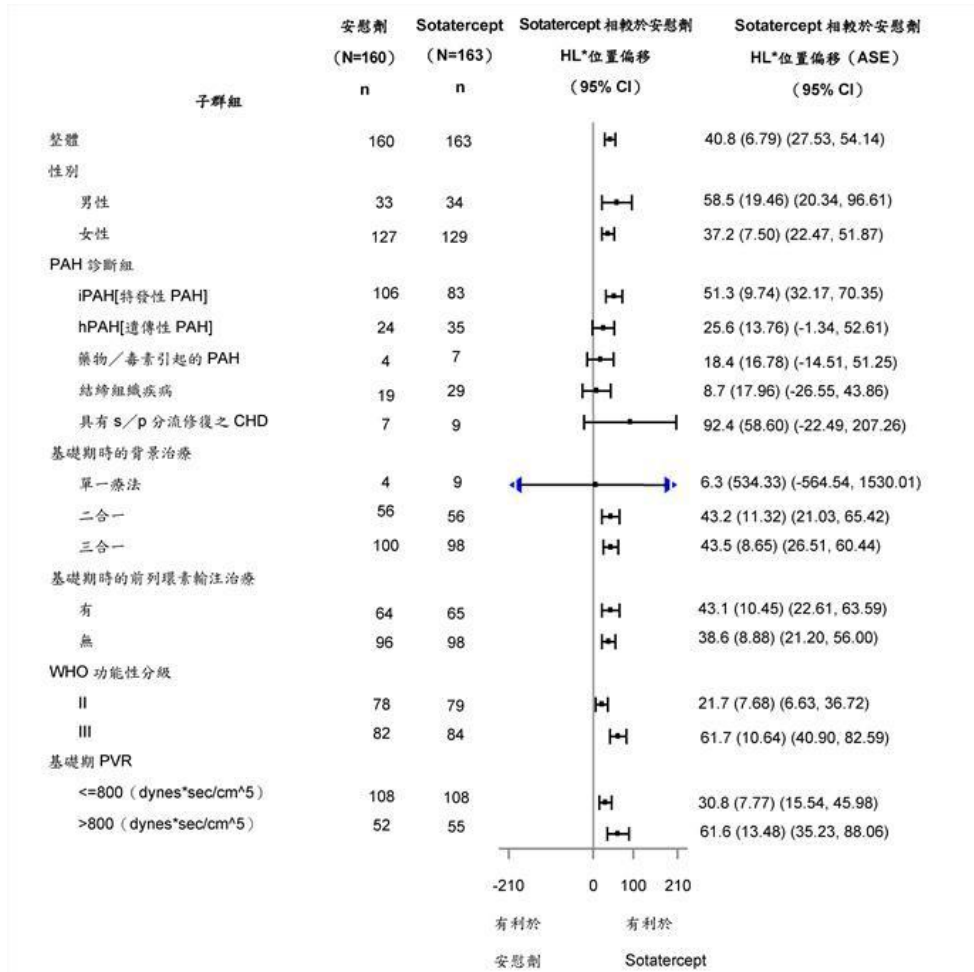 安慰劑 Sotatercept Sotatercept 相較於安慰劑 Sotatercept 相較於安慰劑
(N=160) (N=163) HL*位置偏移 HL*位置偏移（ASE）
子群組 n n （95% CI） （95% CI）
整體 160 163 40.8 (6.79) (27.53, 54.14)
性別
男性 33 34 58.5 (19.46) (20.34, 96.61)
女性 127 129 37.2 (7.50) (22.47, 51.87)
PAH 診斷組
iPAH[特發性 PAH] 106 83 51.3 (9.74) (32.17, 70.35)
hPAH[遺傳性 PAH] 24 35 25.6 (13.76) (-1.34, 52.61)
藥物／毒素引起的 PAH 4 7 18.4 (16.78) (-14.51, 51.25)
結締組織疾病 19 29 8.7 (17.96) (-26.55, 43.86)
具有 s／p 分流修復之 CHD 7 9 92.4 (58.60) (-22.49, 207.26)
基礎期時的背景治療
單一療法 4 9 6.3 (534.33) (-564.54, 1530.01)
二合一 56 56 43.2 (11.32) (21.03, 65.42)
三合一 100 98 43.5 (8.65) (26.51, 60.44)
基礎期時的前列環素輸注治療
有 64 65 43.1 (10.45) (22.61, 63.59)
無 96 98 38.6 (8.88) (21.20, 56.00)
WHO 功能性分級
II 78 79 21.7 (7.68) (6.63, 36.72)
III 82 84 61.7 (10.64) (40.90, 82.59)
基礎期 PVR
<=800（dynes*sec/cm^5） 108 108 30.8 (7.77) (15.54, 45.98)
>800（dynes*sec/cm^5） 52 55 61.6 (13.48) (35.23, 88.06)
-210 0 100 210
有利於 有利於
安慰劑 Sotatercept